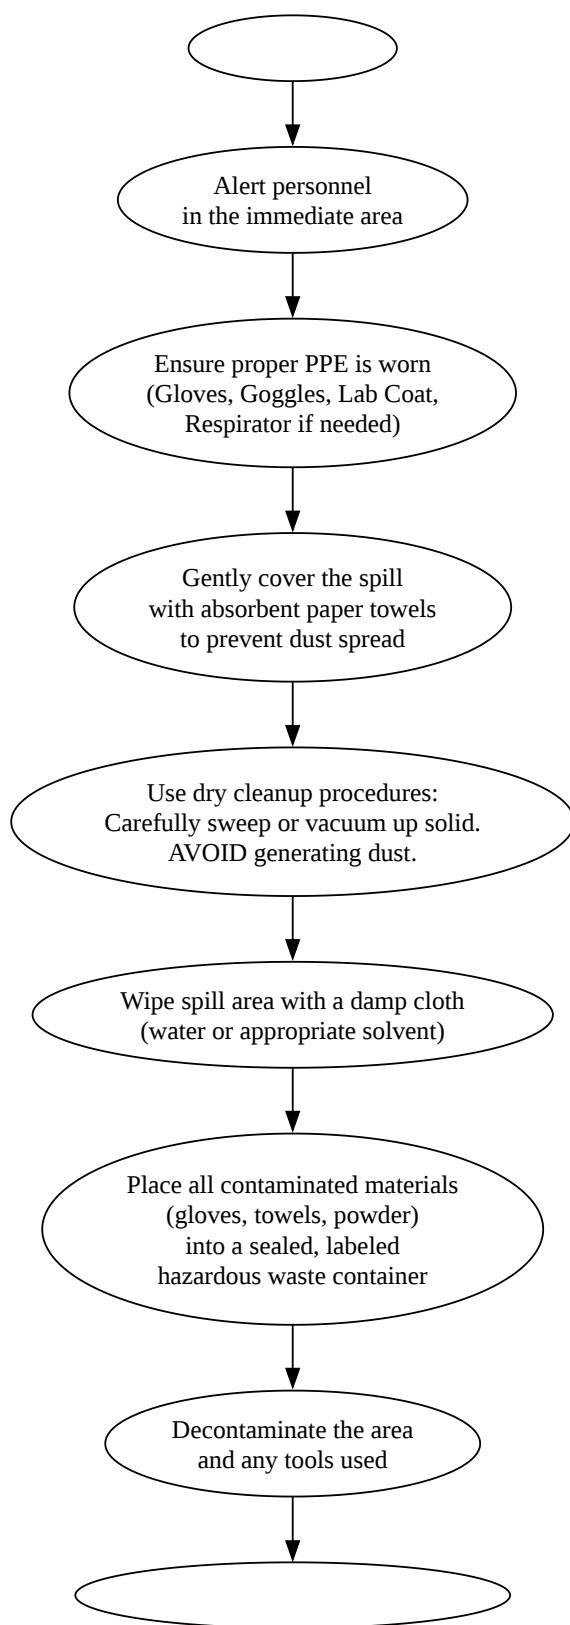 Alert personnel
in the immediate area
Ensure proper PPE is worn
(Gloves, Goggles, Lab Coat,
Respirator if needed)
Gently cover the spill
with absorbent paper towels
to prevent dust spread
Use dry cleanup procedures:
Carefully sweep or vacuum up solid.
AVOID generating dust.
Wipe spill area with a damp cloth
(water or appropriate solvent)
Place all contaminated materials
(gloves, towels, powder)
into a sealed, labeled
hazardous waste container
Decontaminate the area
and any tools used